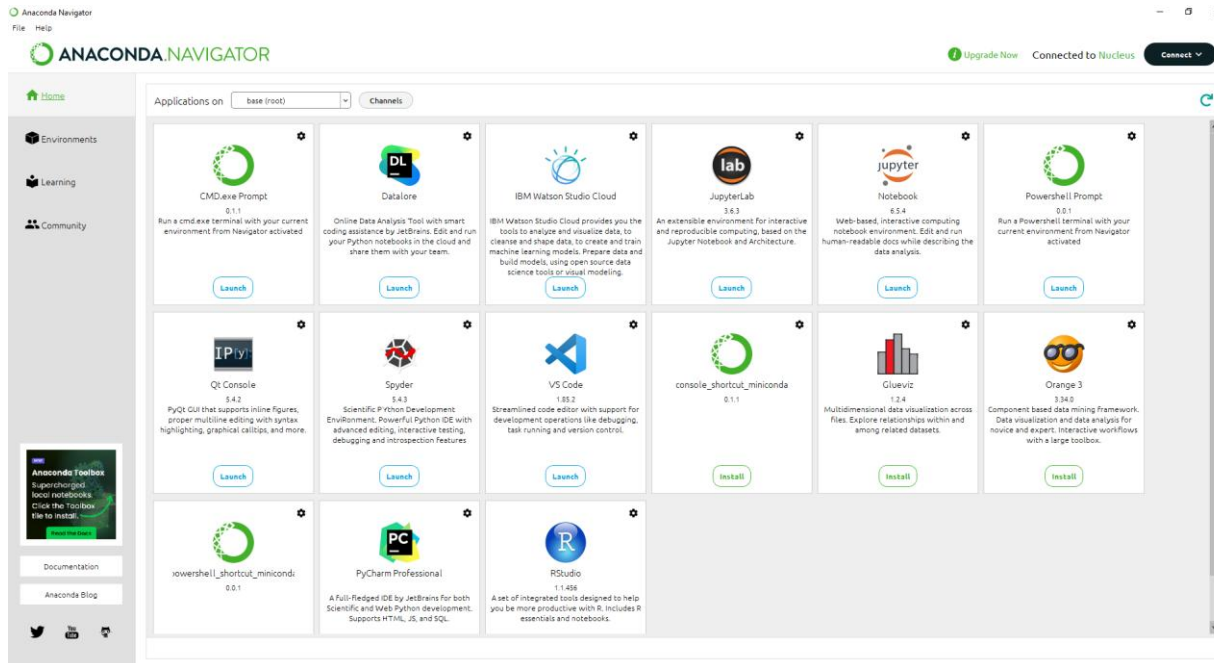 Anaconda Navigator
File Help
ANACONDA.NAVIGATOR
Upgrade Now
Connected to Nucleus
Connect
Home
Environments
Learning
Community
Applications on
base (root)
Channels
CMD.exe Prompt
0.1.1
Run a cmd.exe terminal with your current
environment from Navigator activated
Launch
DL
Datalore
Online Data Analysis Tool with smart
coding assistance by JetBrains. Edit and run
your Python notebooks in the cloud and
share them with your team.
Launch
IBM Watson Studio Cloud
IBM Watson Studio Cloud provides you the
tools to analyze and visualize data, to
cleanse and shape data, to create and train
machine learning models. Prepare data and
build models, using open source data
science tools or visual modeling.
Launch
lab
JupyterLab
3.6.3
An extensible environment for interactive
and reproducible computing, based on the
Jupyter Notebook and Architecture.
Launch
jupyter
Notebook
6.5.4
Web-based, interactive computing
notebook environment. Edit and run
human-readable docs while describing the
data analysis.
Launch
Powershell Prompt
0.0.1
Run a Powershell terminal with your
current environment from Navigator
activated
Launch
IP[y]:
Qt Console
5.4.2
PyQt GUI that supports inline figures,
proper multiline editing with syntax
highlighting, graphical calltips, and more.
Launch
Spyder
5.4.3
Scientific PYthon Development
EnviRonment. Powerful Python IDE with
advanced editing, interactive testing,
debugging and introspection features
Launch
VS Code
1.85.2
Streamlined code editor with support for
development operations like debugging,
task running and version control.
Launch
console_shortcut_miniconda
0.1.1
Install
Glueviz
1.2.4
Multidimensional data visualization across
files. Explore relationships within and
among related datasets.
Install
Orange 3
3.34.0
Component based data mining framework.
Data visualization and data analysis for
novice and expert. Interactive workflows
with a large toolbox.
Install
owershell_shortcut_minicond
0.0.1
PC
PyCharm Professional
A full-fledged IDE by JetBrains for both
Scientific and Web Python development.
Supports HTML, JS, and SQL.
R
RStudio
1.1.456
A set of integrated tools designed to help
you be more productive with R. Includes R
essentials and notebooks.
NEW
Anaconda Toolbox
Supercharged
local notebooks.
Click the Toolbox
tile to install.
Read the Docs
Documentation
Anaconda Blog
You
Tube